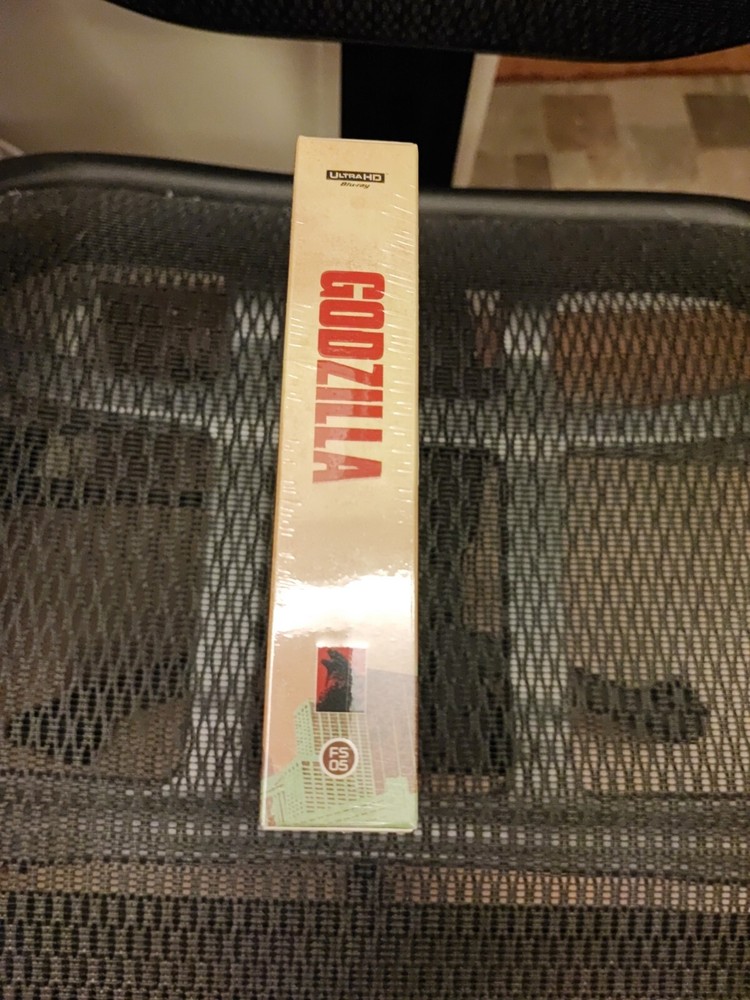 ULTRA HD
Blu-ray
GODZILLA
FS
05